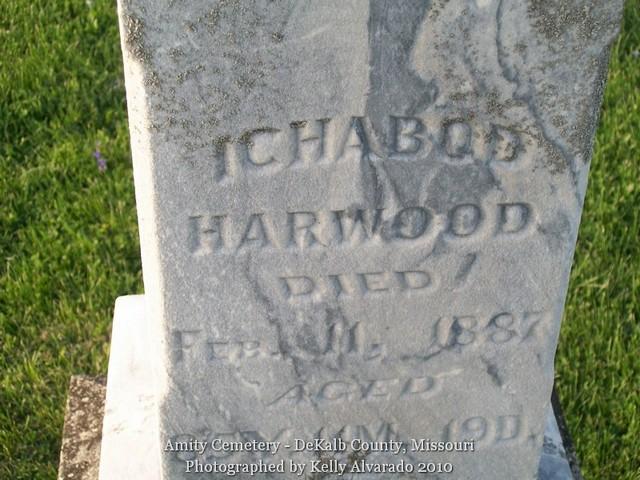 ICHABOD
HARWOOD.
DIED
FEB. 11, 1887
AGED
M. 19D.
Amity Cemetery - DeKalb County, Missouri
Photographed by Kelly Alvarado 2010